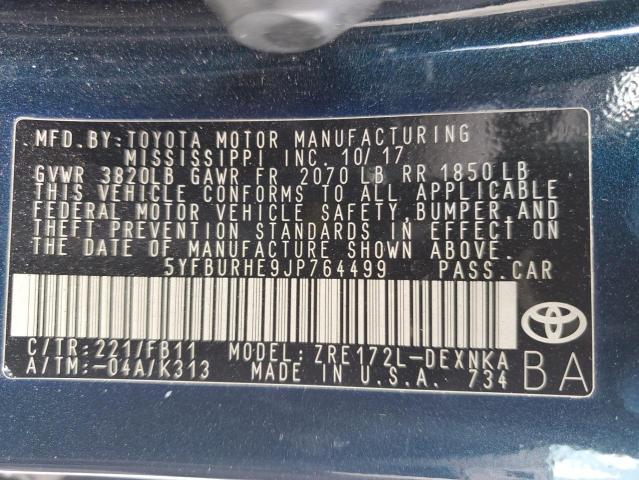 MFD.BY:TOYOTA MOTOR MANUFACTURING
MISSISSIPPI INC. 10/17
GVWR 3820LB GAWR FR 2070 LB RR 1850 LB
THIS VEHICLE CONFORMS TO ALL APPLICABLE
FEDERAL MOTOR VEHICLE SAFETY, BUMPER, AND
THEFT PREVENTION STANDARDS IN EFFECT ON
THE DATE OF MANUFACTURE SHOWN ABOVE.
5YFBURHE9JP764499 PASS.CAR
C/TR:221/FB11 MODEL:ZRE172L-DEXNKA
A/TM:-04A/K313 MADE IN U.S.A. 734
BA